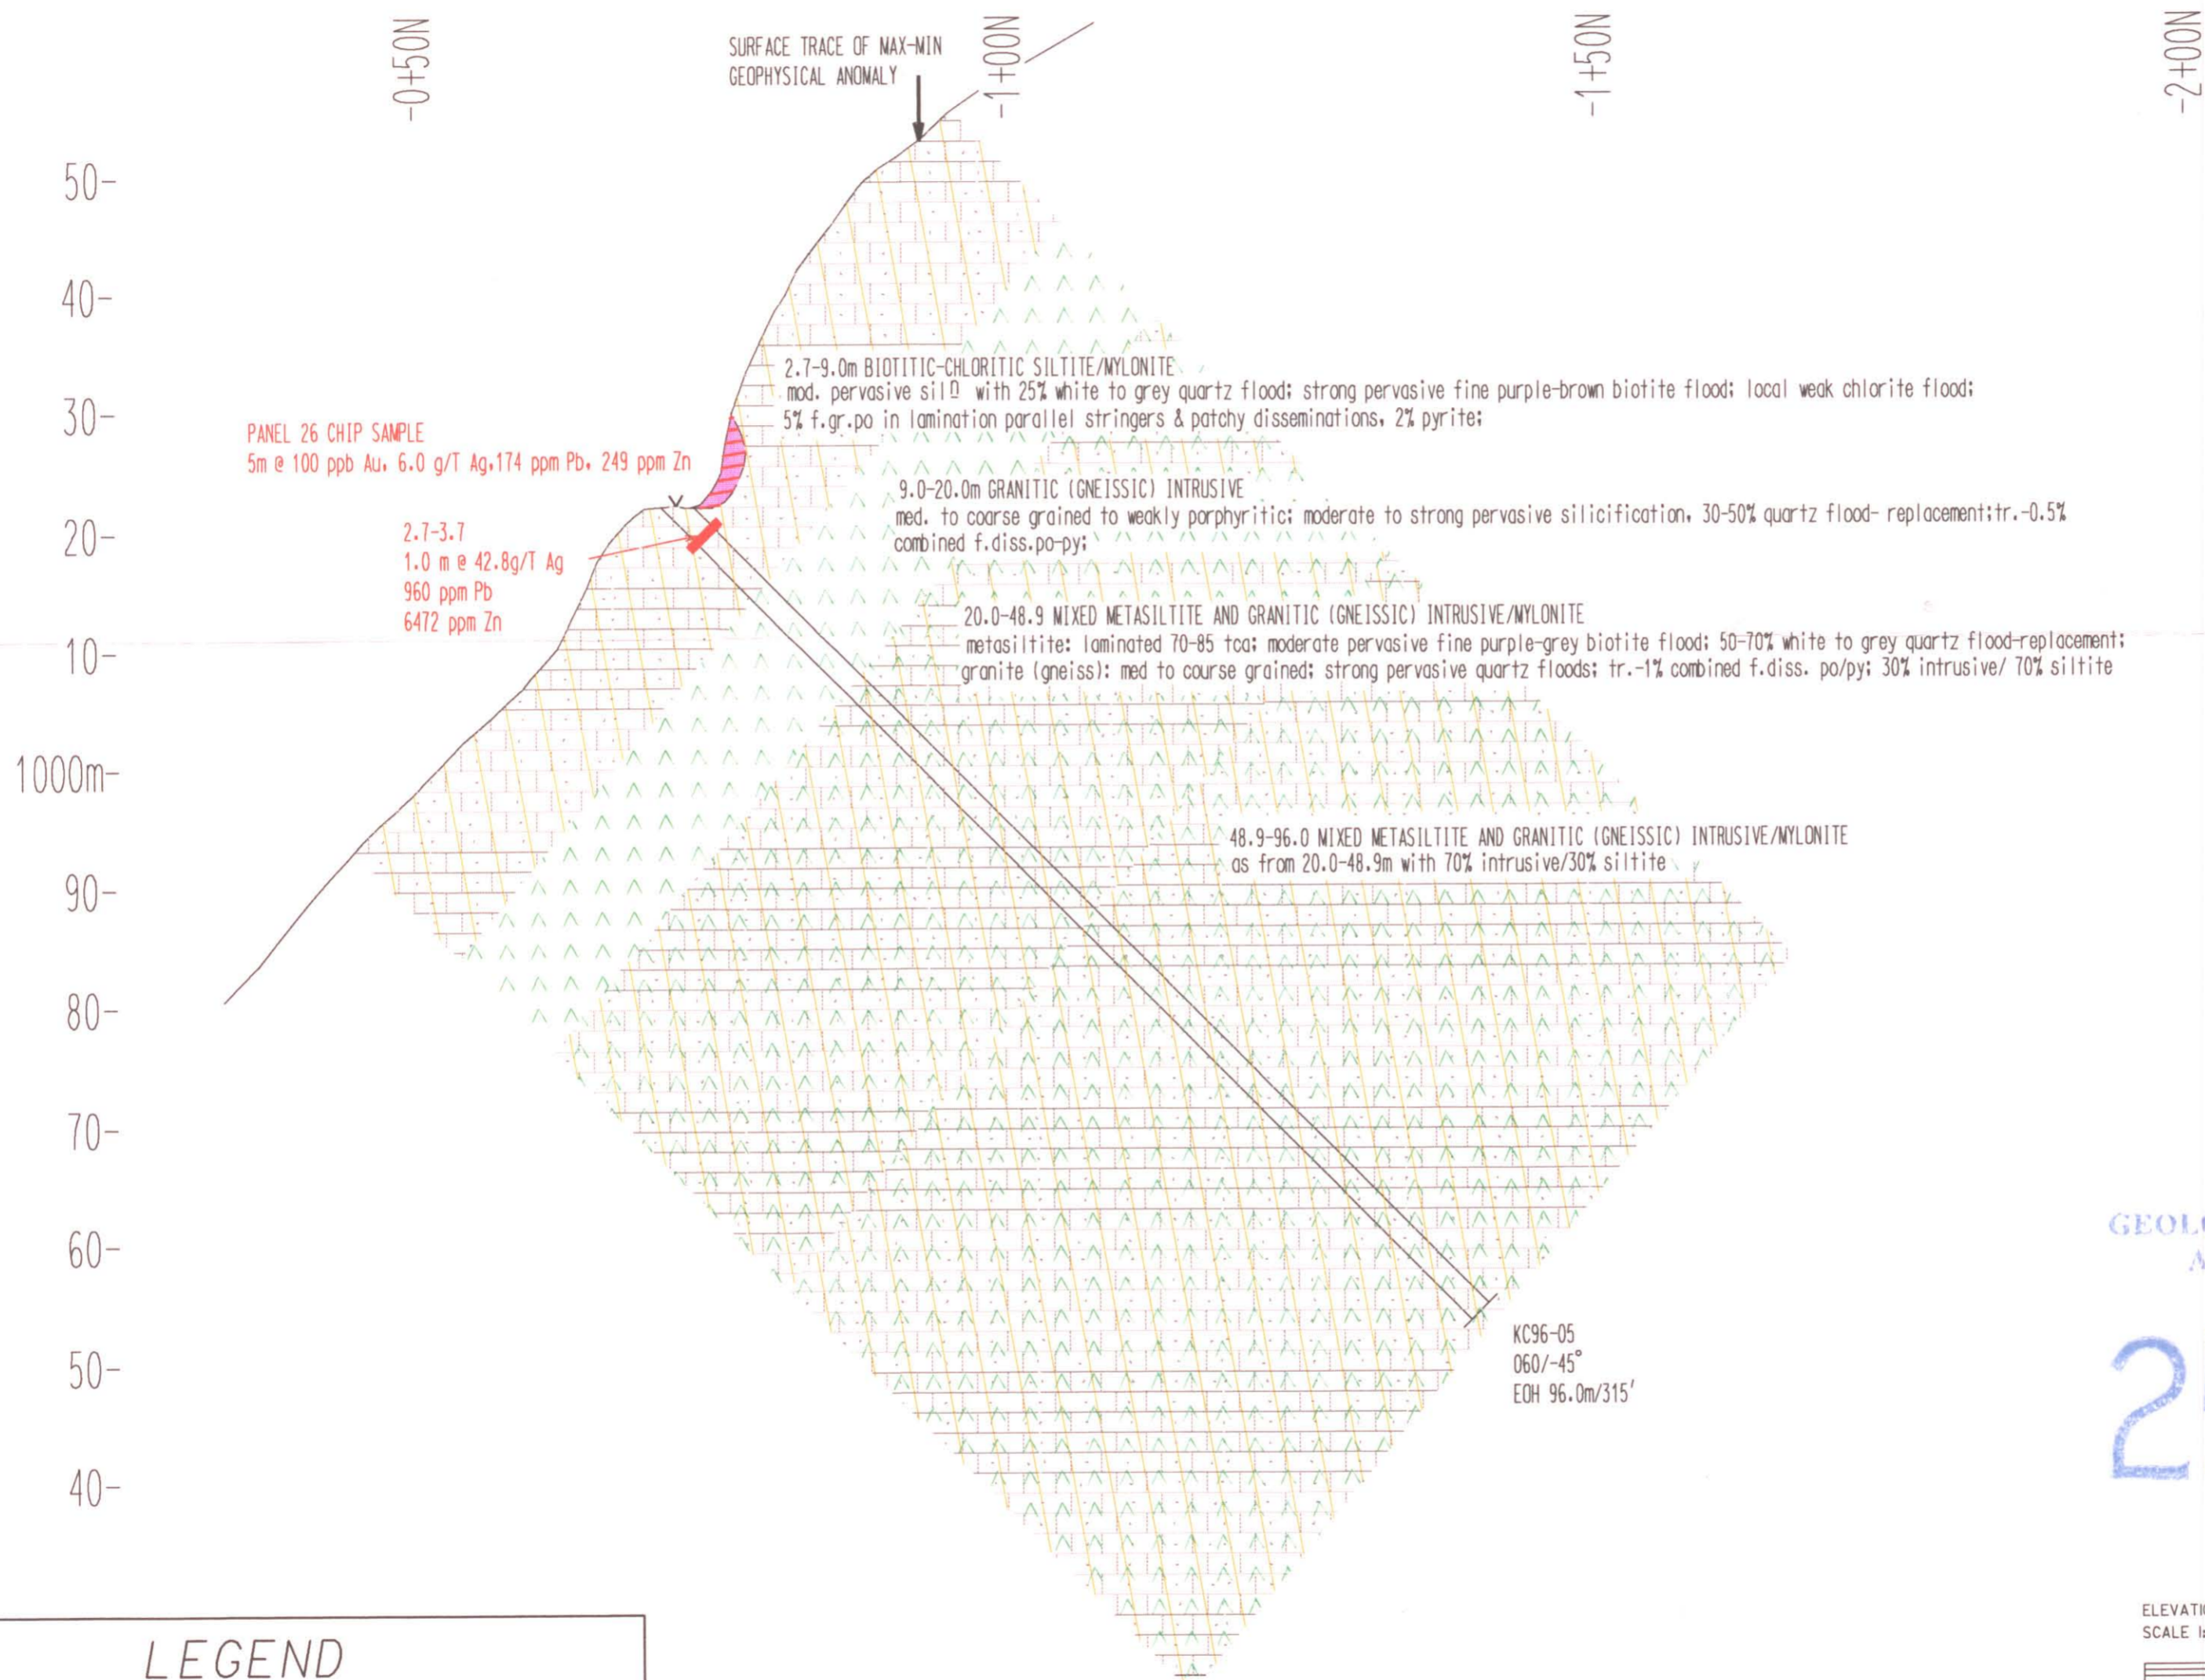 -0+50N
-1+00N
-1+50N
-2+00N
SURFACE TRACE OF MAX-MIN
GEOPHYSICAL ANOMALY
50-
40-
30-
20-
10-
1000m-
90-
80-
70-
60-
50-
40-
2.7-9.0m BIOTITIC-CHLORITIC SILTITE/MYLONITE
mod. pervasive silⁿ with 25% white to grey quartz flood; strong pervasive fine purple-brown biotite flood; local weak chlorite flood;
5% f.gr.po in lamination parallel stringers & patchy disseminations, 2% pyrite;
PANEL 26 CHIP SAMPLE
5m @ 100 ppb Au, 6.0 g/T Ag,174 ppm Pb, 249 ppm Zn
9.0-20.0m GRANITIC (GNEISSIC) INTRUSIVE
med. to coarse grained to weakly porphyritic; moderate to strong pervasive silicification, 30-50% quartz flood- replacement;tr.-0.5%
combined f.diss.po-py;
2.7-3.7
1.0 m @ 42.8g/T Ag
960 ppm Pb
6472 ppm Zn
20.0-48.9 MIXED METASILTITE AND GRANITIC (GNEISSIC) INTRUSIVE/MYLONITE
metasiltite: laminated 70-85 tca; moderate pervasive fine purple-grey biotite flood; 50-70% white to grey quartz flood-replacement;
granite (gneiss): med to course grained; strong pervasive quartz floods; tr.-1% combined f.diss. po/py; 30% intrusive/ 70% siltite
48.9-96.0 MIXED METASILTITE AND GRANITIC (GNEISSIC) INTRUSIVE/MYLONITE
as from 20.0-48.9m with 70% intrusive/30% siltite
KC96-05
060/-45°
EOH 96.0m/315'
2
LEGEND
SCALE